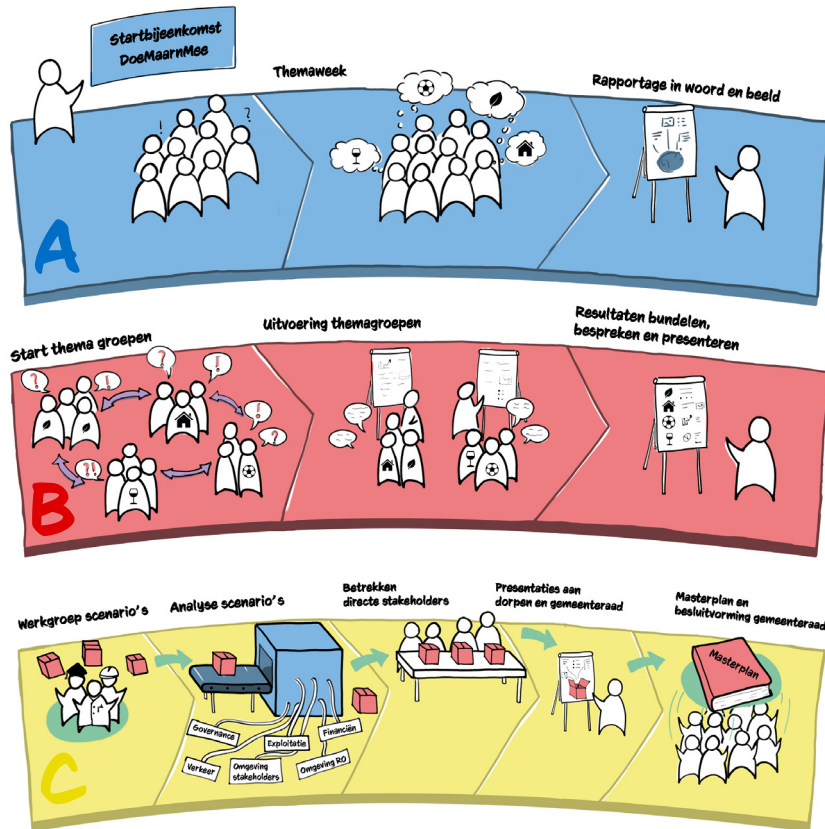 Startbijeenkomst
DoeMaarnMee
Themaweek
Rapportage in woord en beeld
!
?
A
Start thema groepen
Uitvoering themagroepen
Resultaten bundelen,
bespreken en presenteren
?
!
?
!
!
?
?!
B
Werkgroep scenario's
Analyse scenario's
Betrekken
directe stakeholders
Presentaties aan
dorpen en gemeenteraad
Masterplan en
besluitvorming gemeenteraad
Masterplan
Governance
Exploitatie
Financiën
Verkeer
Omgeving
stakeholders
Omgeving RO
C